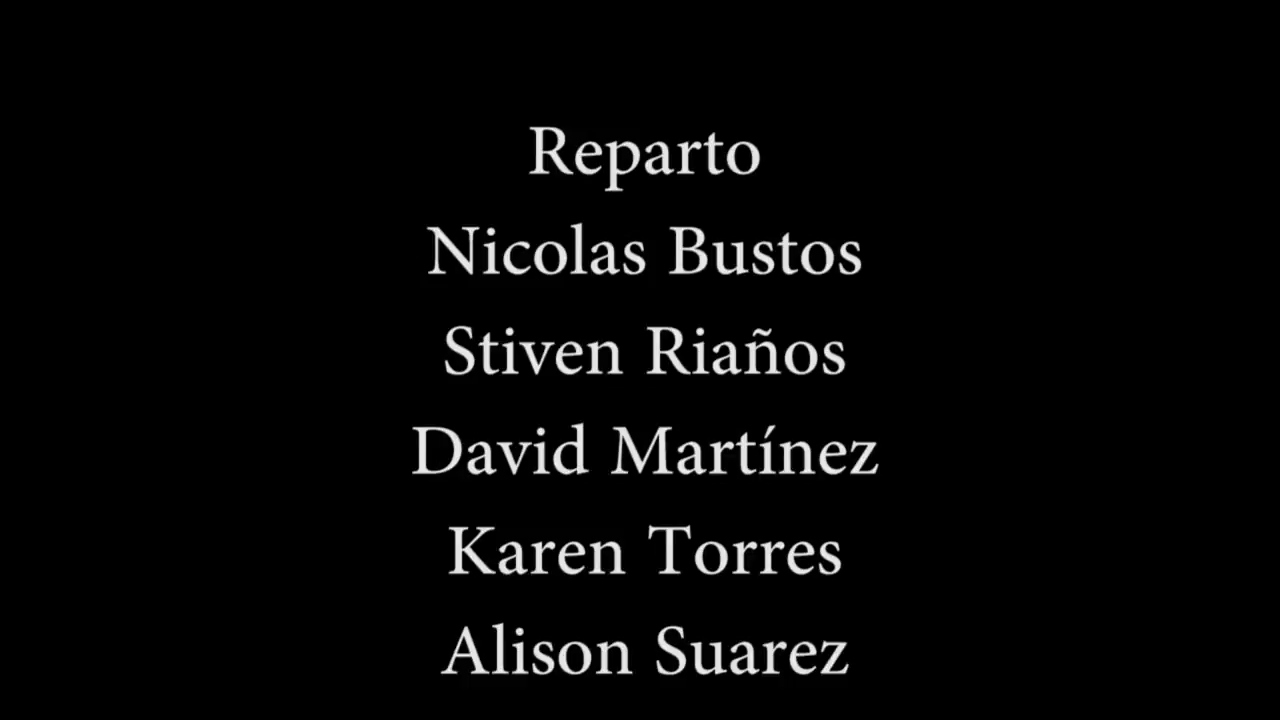 Reparto
Nicolas Bustos
Stiven Riaños
David Martínez
Karen Torres
Alison Suarez